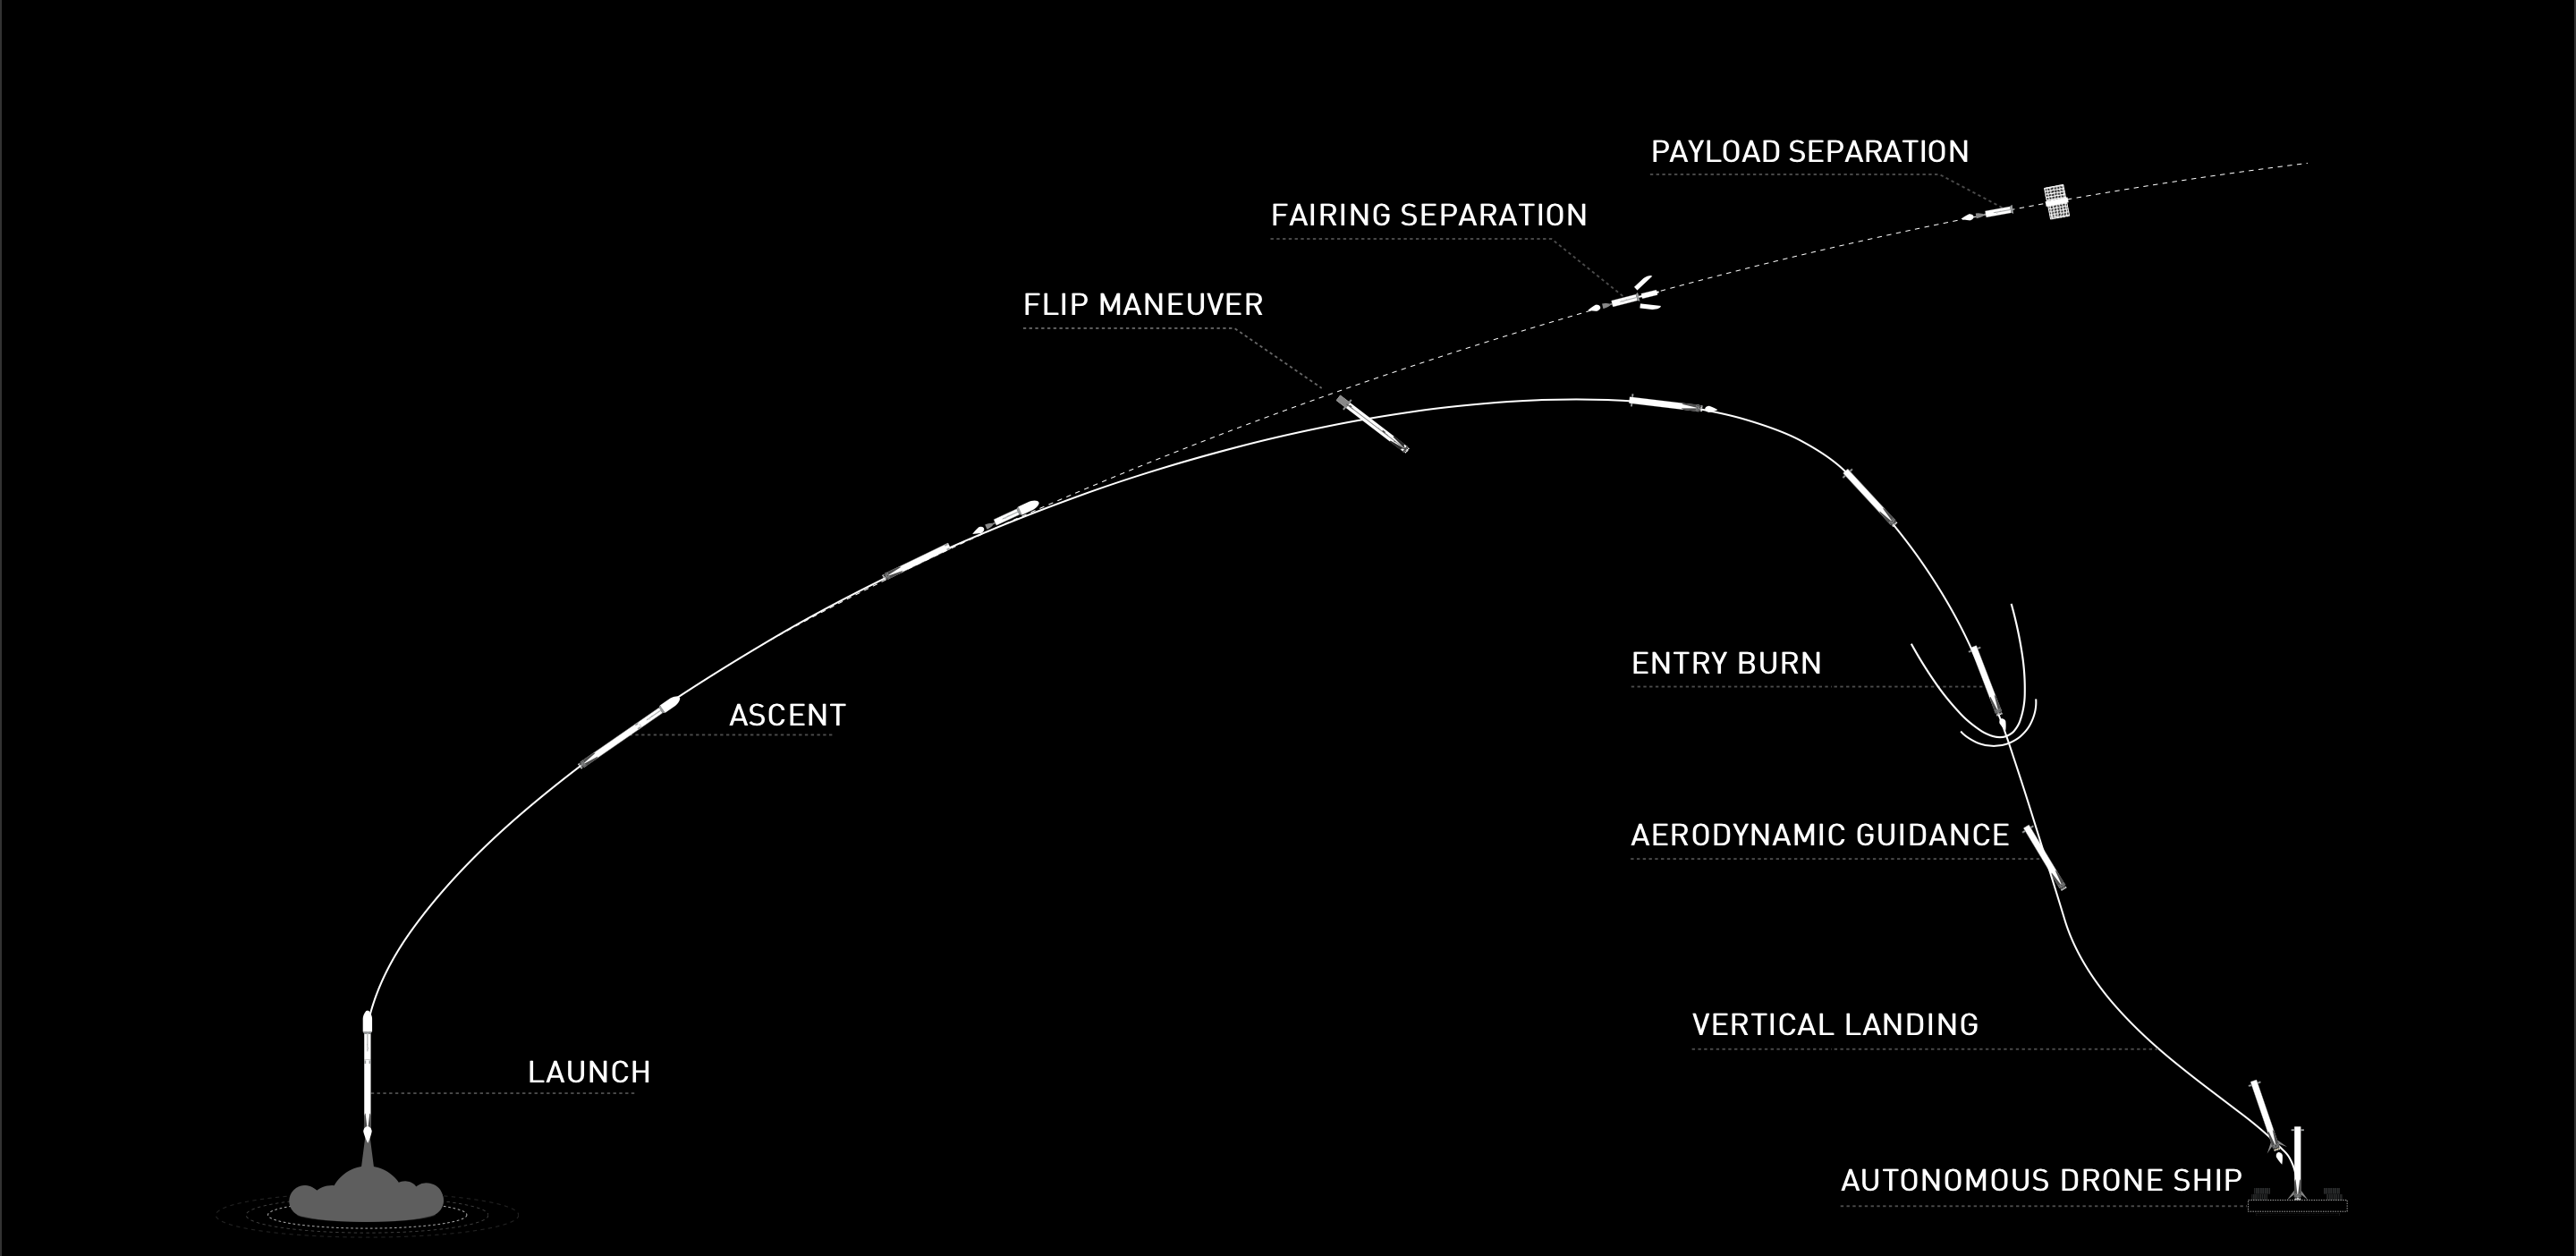 PAYLOAD SEPARATION
FAIRING SEPARATION
FLIP MANEUVER
ENTRY BURN
ASCENT
AERODYNAMIC GUIDANCE
VERTICAL LANDING
LAUNCH
AUTONOMOUS DRONE SHIP